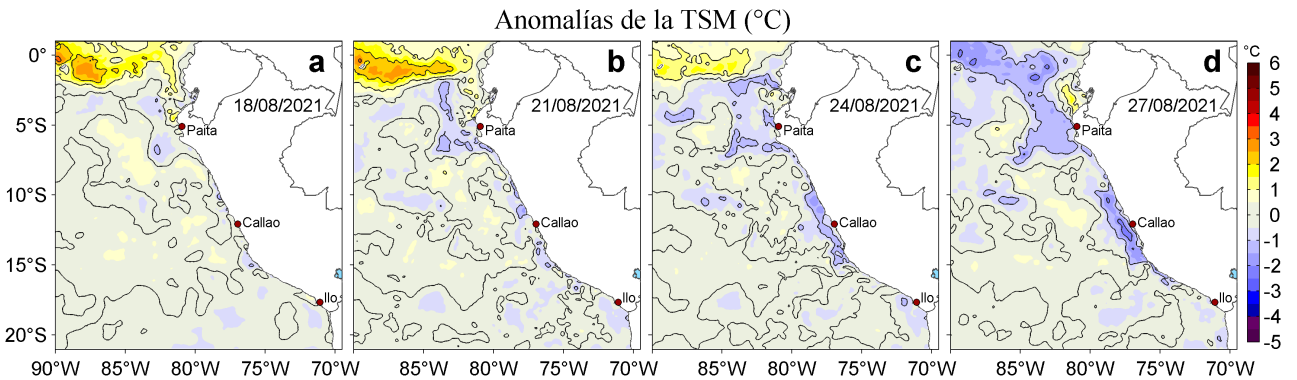 Anomalías de la TSM (°C)
a
b
c
d
18/08/2021
21/08/2021
24/08/2021
27/08/2021
Paita
Callao
Ilo
Paita
Callao
Ilo
Paita
Callao
Ilo
Paita
Callao
Ilo
0°
5°S
10°S
15°S
20°S
90°W 85°W 80°W 75°W 70°W
85°W 80°W 75°W 70°W
85°W 80°W 75°W 70°W
85°W 80°W 75°W 70°W
°C
6
5
4
3
2
1
0
-1
-2
-3
-4
-5